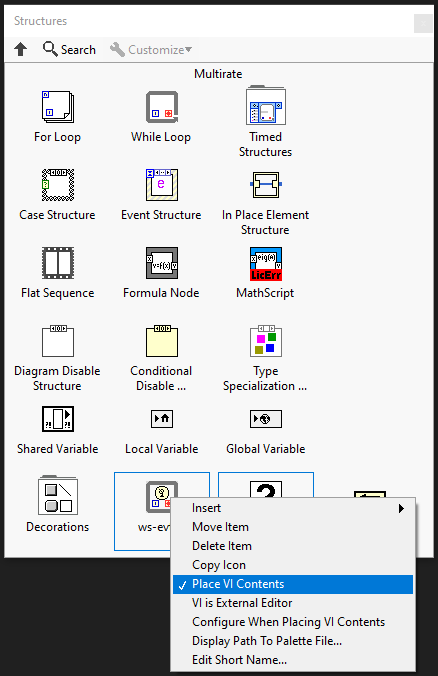 Structures
Search
Customize
Multirate
For Loop
While Loop
Timed
Structures
Case Structure
Event Structure
In Place Element
Structure
Flat Sequence
Formula Node
LicErr
MathScript
Diagram Disable
Structure
Conditional
Disable ...
Type
Specialization ...
Shared Variable
Local Variable
Global Variable
Decorations
Insert
Move Item
Delete Item
Copy Icon
Place VI Contents
VI is External Editor
Configure When Placing VI Contents
Display Path To Palette File...
Edit Short Name...